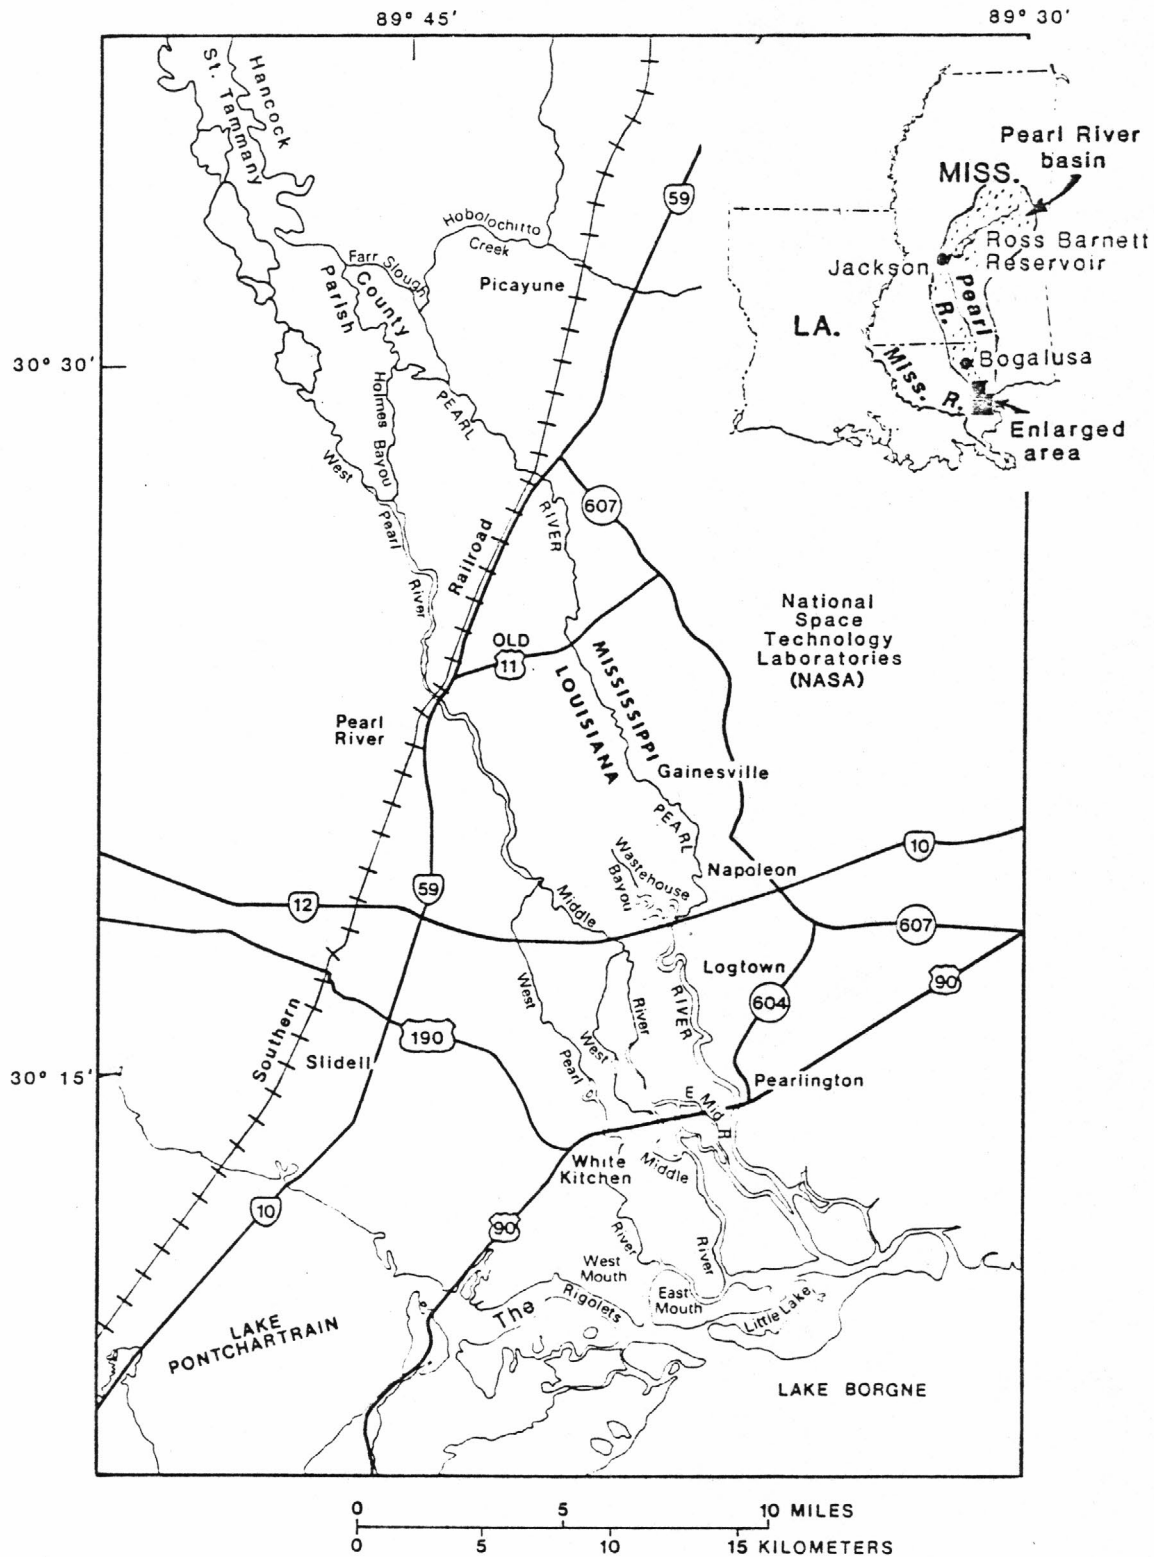 89° 45'
89° 30'
Hancock
St. Tammany
59
Pearl River
basin
MISS.
Hobolochitto
Creek
Farr Slough
County
Parish
Picayune
Ross Barnett
Reservoir
Jackson
Pearl
R.
LA.
Miss. R.
Bogalusa
Enlarged
area
30° 30'
Holmes Bayou
PEARL
West
Pearl
River
RIVER
607
Railroad
National
Space
Technology
Laboratories
(NASA)
OLD
11
MISSISSIPPI
LOUISIANA
Pearl
River
Gainesville
PEARL
Wastehouse
Bayou
Napoleon
10
59
12
Middle
607
Logtown
90
West
River
RIVER
604
Southern
190
Slidell
West
Pearl
30° 15'
Pearlington
E. Mid. R.
White
Kitchen
Middle
10
90
River
River
West
Mouth
East
Mouth
The
Rigolets
Little Lake
LAKE
PONTCHARTRAIN
LAKE BORGNE
0 5 10 MILES
0 5 10 15 KILOMETERS